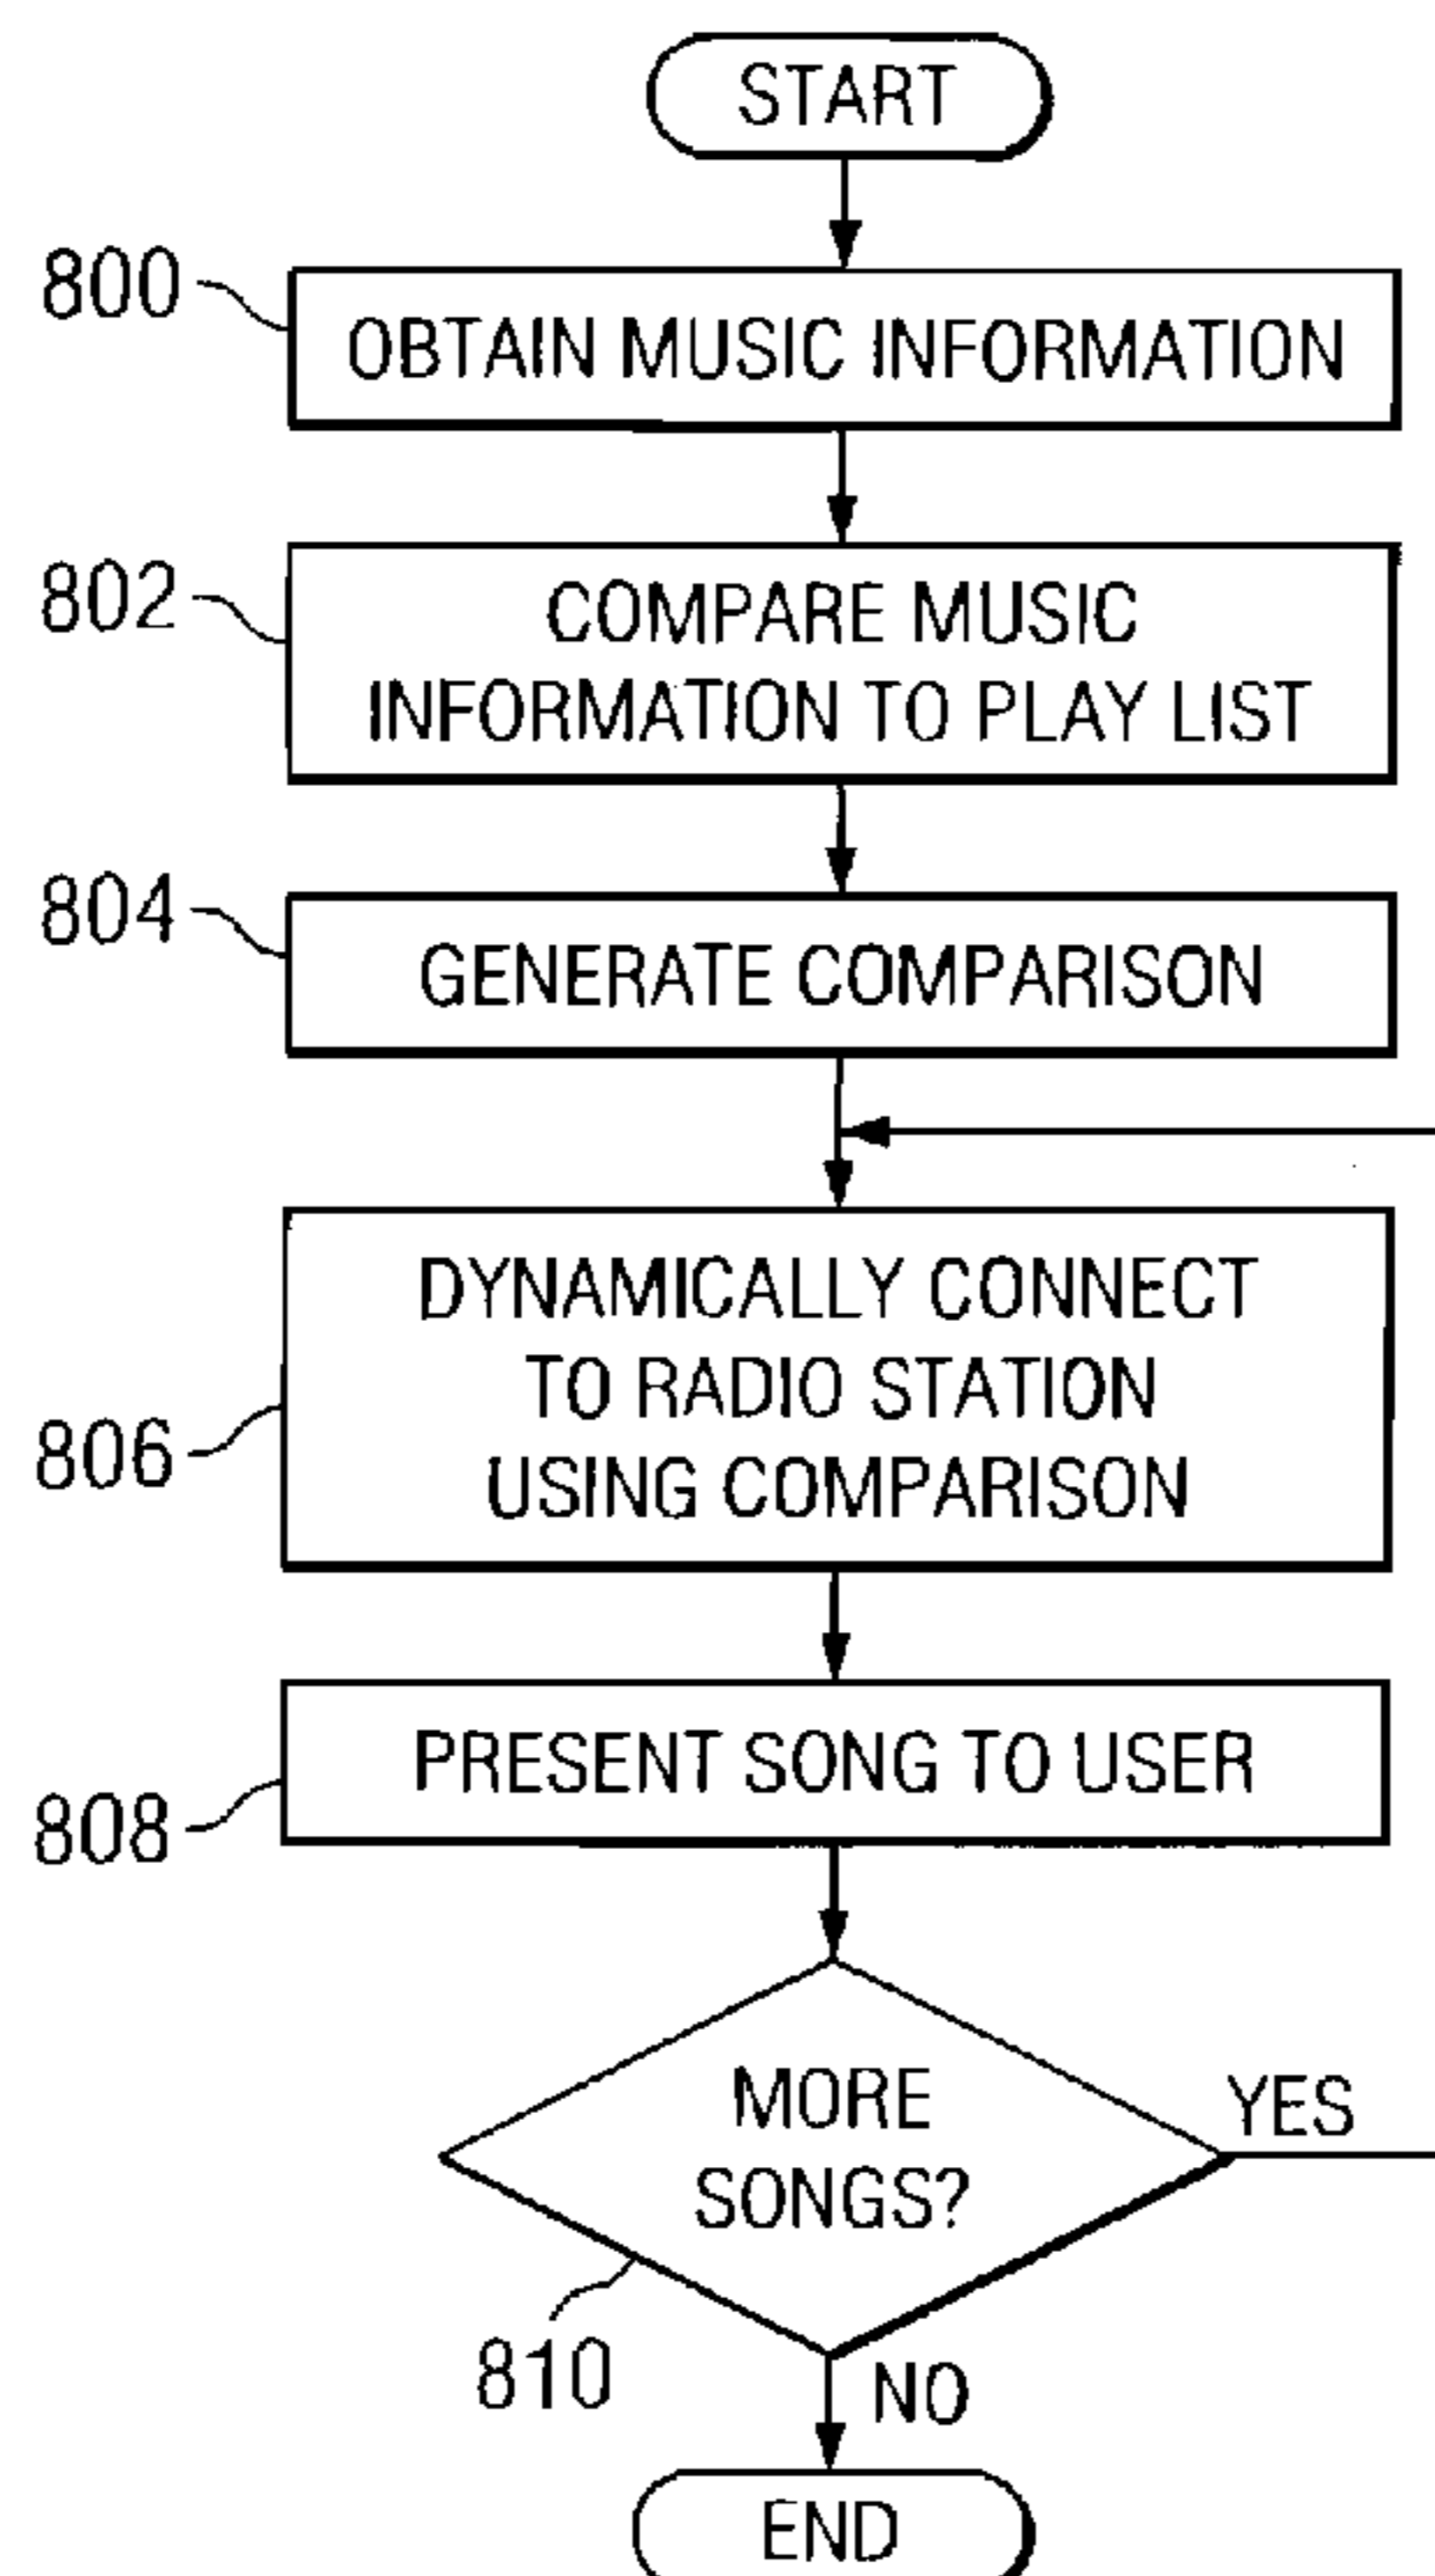 START
800
OBTAIN MUSIC INFORMATION
802
COMPARE MUSIC
INFORMATION TO PLAY LIST
804
GENERATE COMPARISON
DYNAMICALLY CONNECT
TO RADIO STATION
USING COMPARISON
806
PRESENT SONG TO USER
808
MORE
SONGS?
YES
810
NO
END